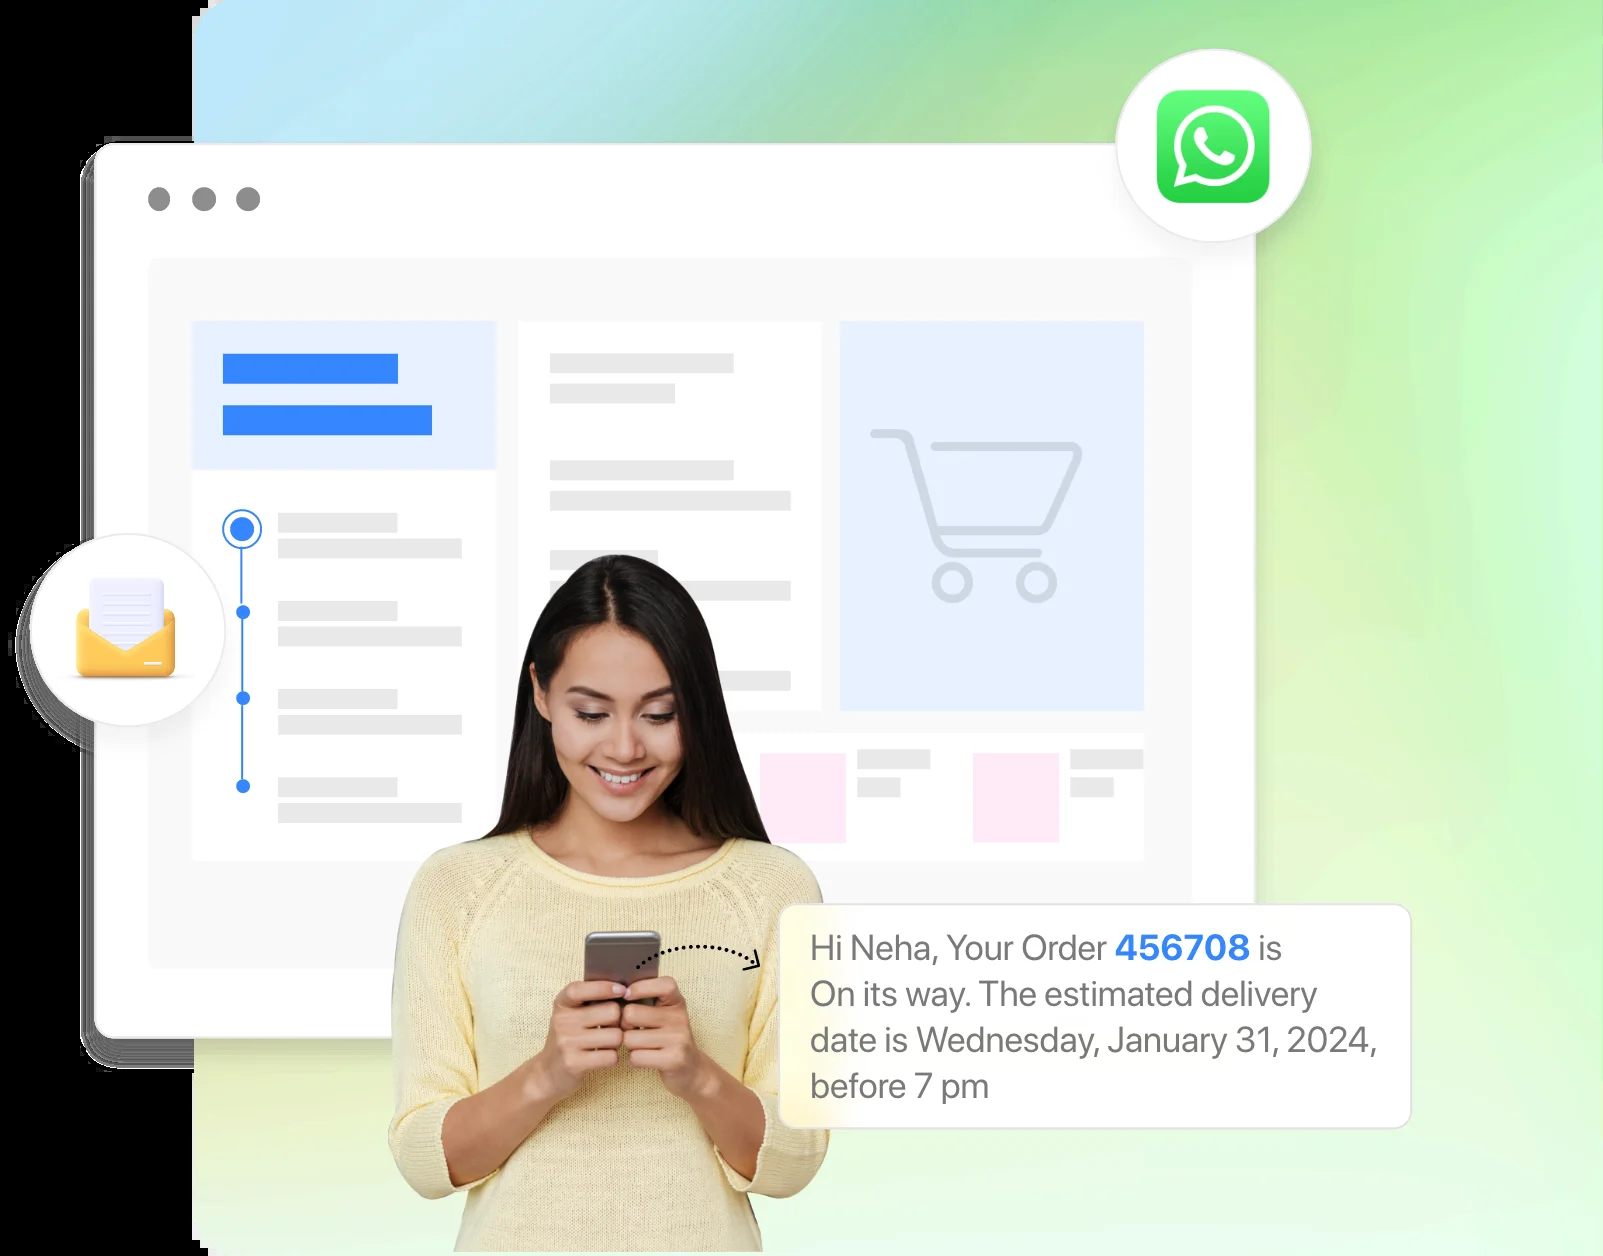 Hi Neha, Your Order 456708 is
On its way. The estimated delivery
date is Wednesday, January 31, 2024,
before 7 pm